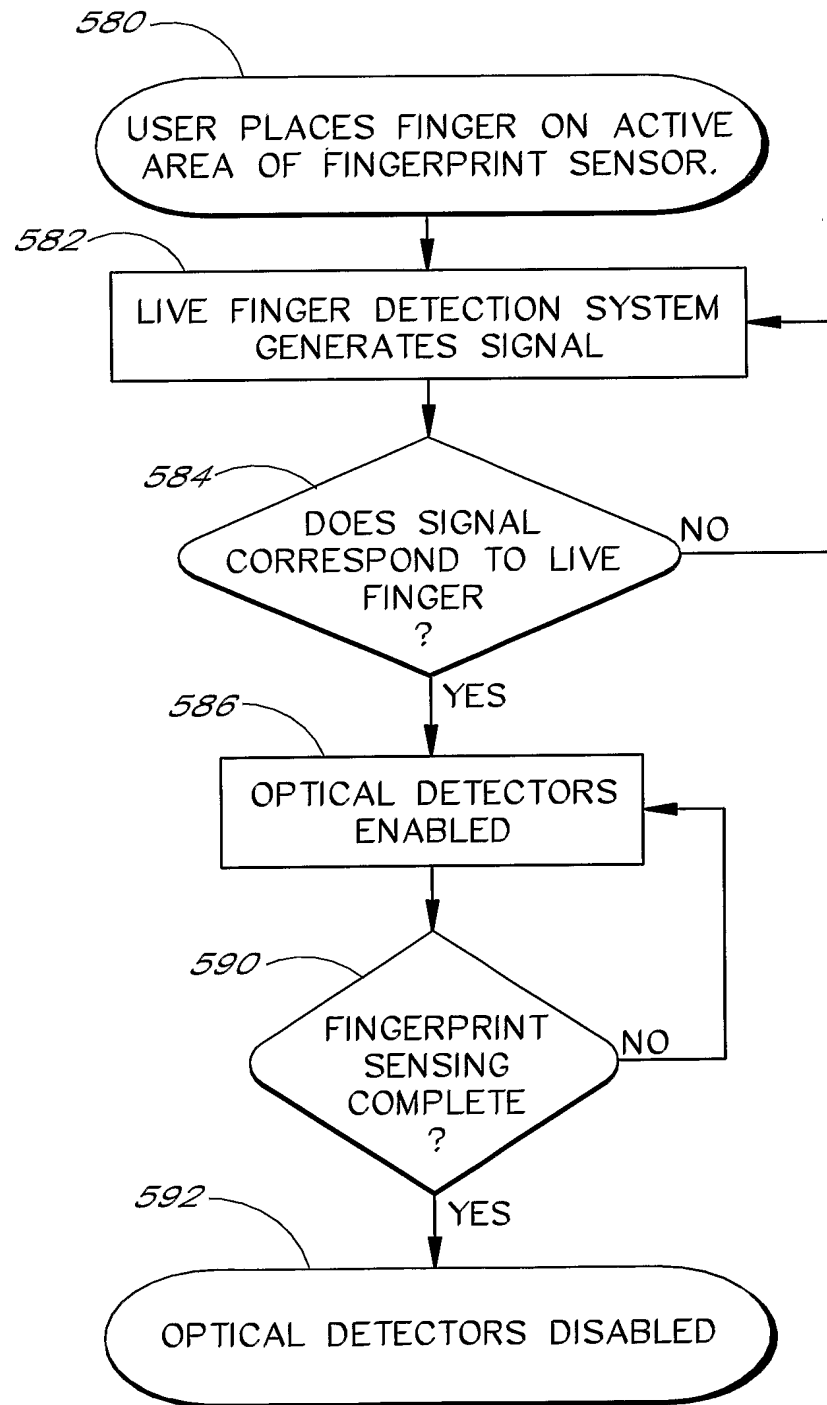 580
USER PLACES FINGER ON ACTIVE
AREA OF FINGERPRINT SENSOR.
582
LIVE FINGER DETECTION SYSTEM
GENERATES SIGNAL
584
DOES SIGNAL
CORRESPOND TO LIVE
FINGER
?
NO
YES
586
OPTICAL DETECTORS
ENABLED
590
FINGERPRINT
SENSING
COMPLETE
?
NO
YES
592
OPTICAL DETECTORS DISABLED